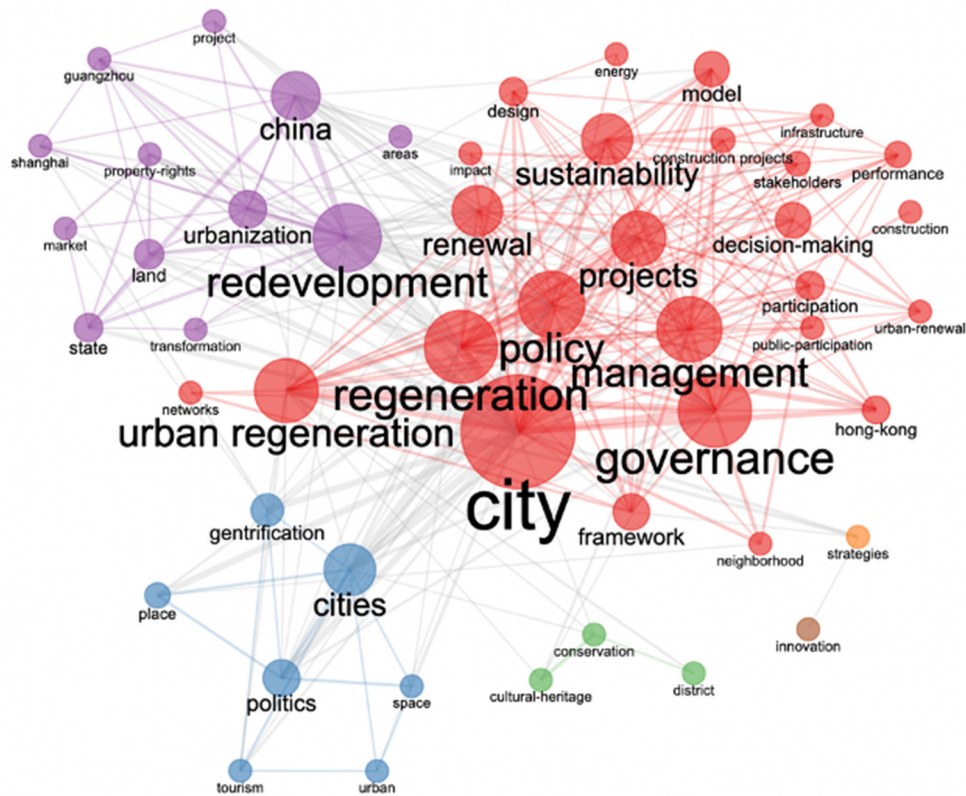 project
guangzhou
energy
model
design
china
infrastructure
areas
shanghai
property-rights
impact
sustainability
construction projects
stakeholders
performance
market
urbanization
renewal
decision-making
construction
land
redevelopment
projects
participation
state
transformation
policy
public-participation
urban-renewal
management
networks
regeneration
urban regeneration
hong-kong
governance
city
gentrification
framework
neighborhood
strategies
place
cities
conservation
innovation
politics
space
cultural-heritage
district
tourism
urban